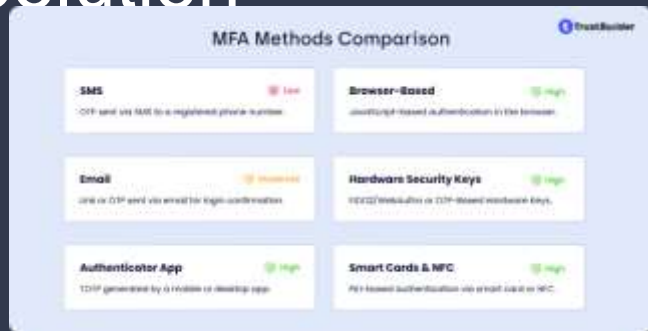 MFA Methods Comparison
TrustBuilder
SMS
Low
OTP sent via SMS to a registered phone number.
Browser-Based
High
JavaScript-based authentication in the browser.
Email
Link or OTP sent via email for login confirmation.
Hardware Security Keys
High
FIDO2/WebAuthn or OTP-Based Hardware Keys.
Authenticator App
High
TOTP generated by a mobile or desktop app.
Smart Cards & NFC
High
PKI-based authentication via smart card or NFC.